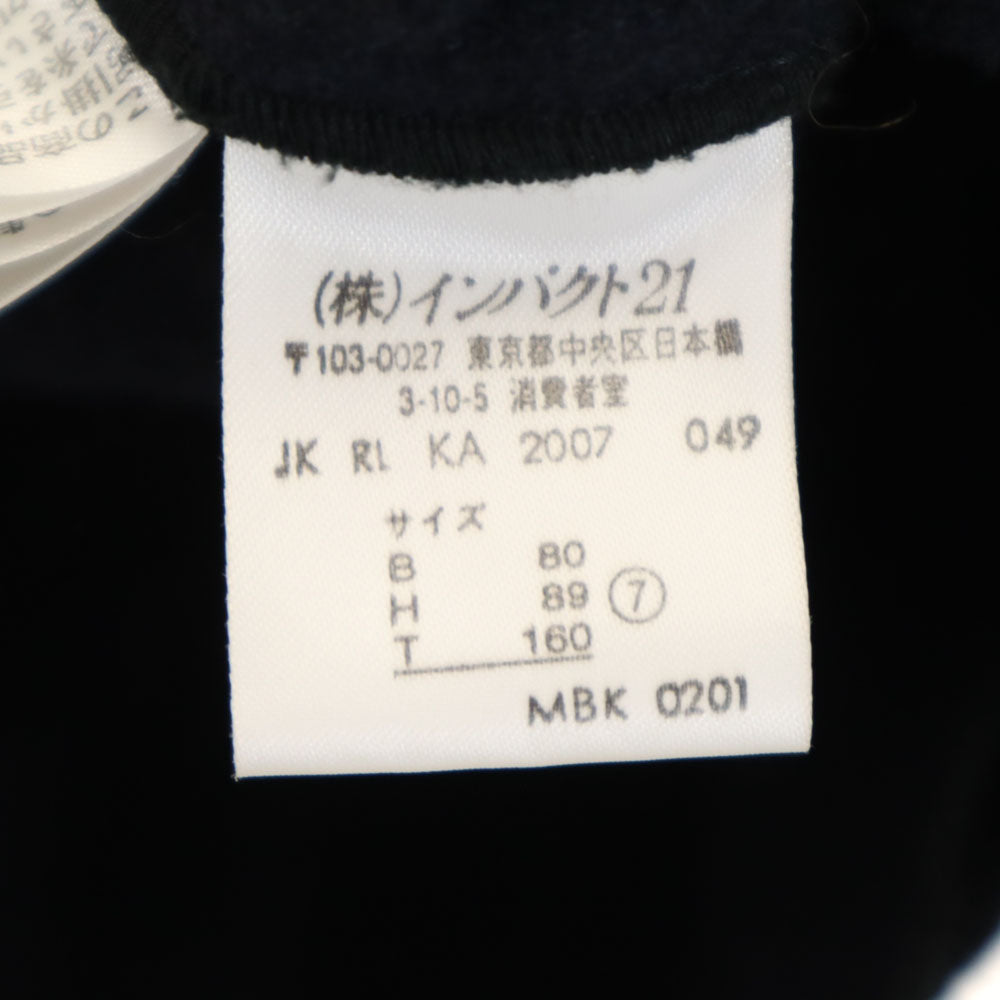 (株)インパクト21
〒103-0027 東京都中央区日本橋
3-10-5 消費者室
JK RL KA 2007 049
サイズ
B 80
H 89 ⑦
T 160
MBK 0201